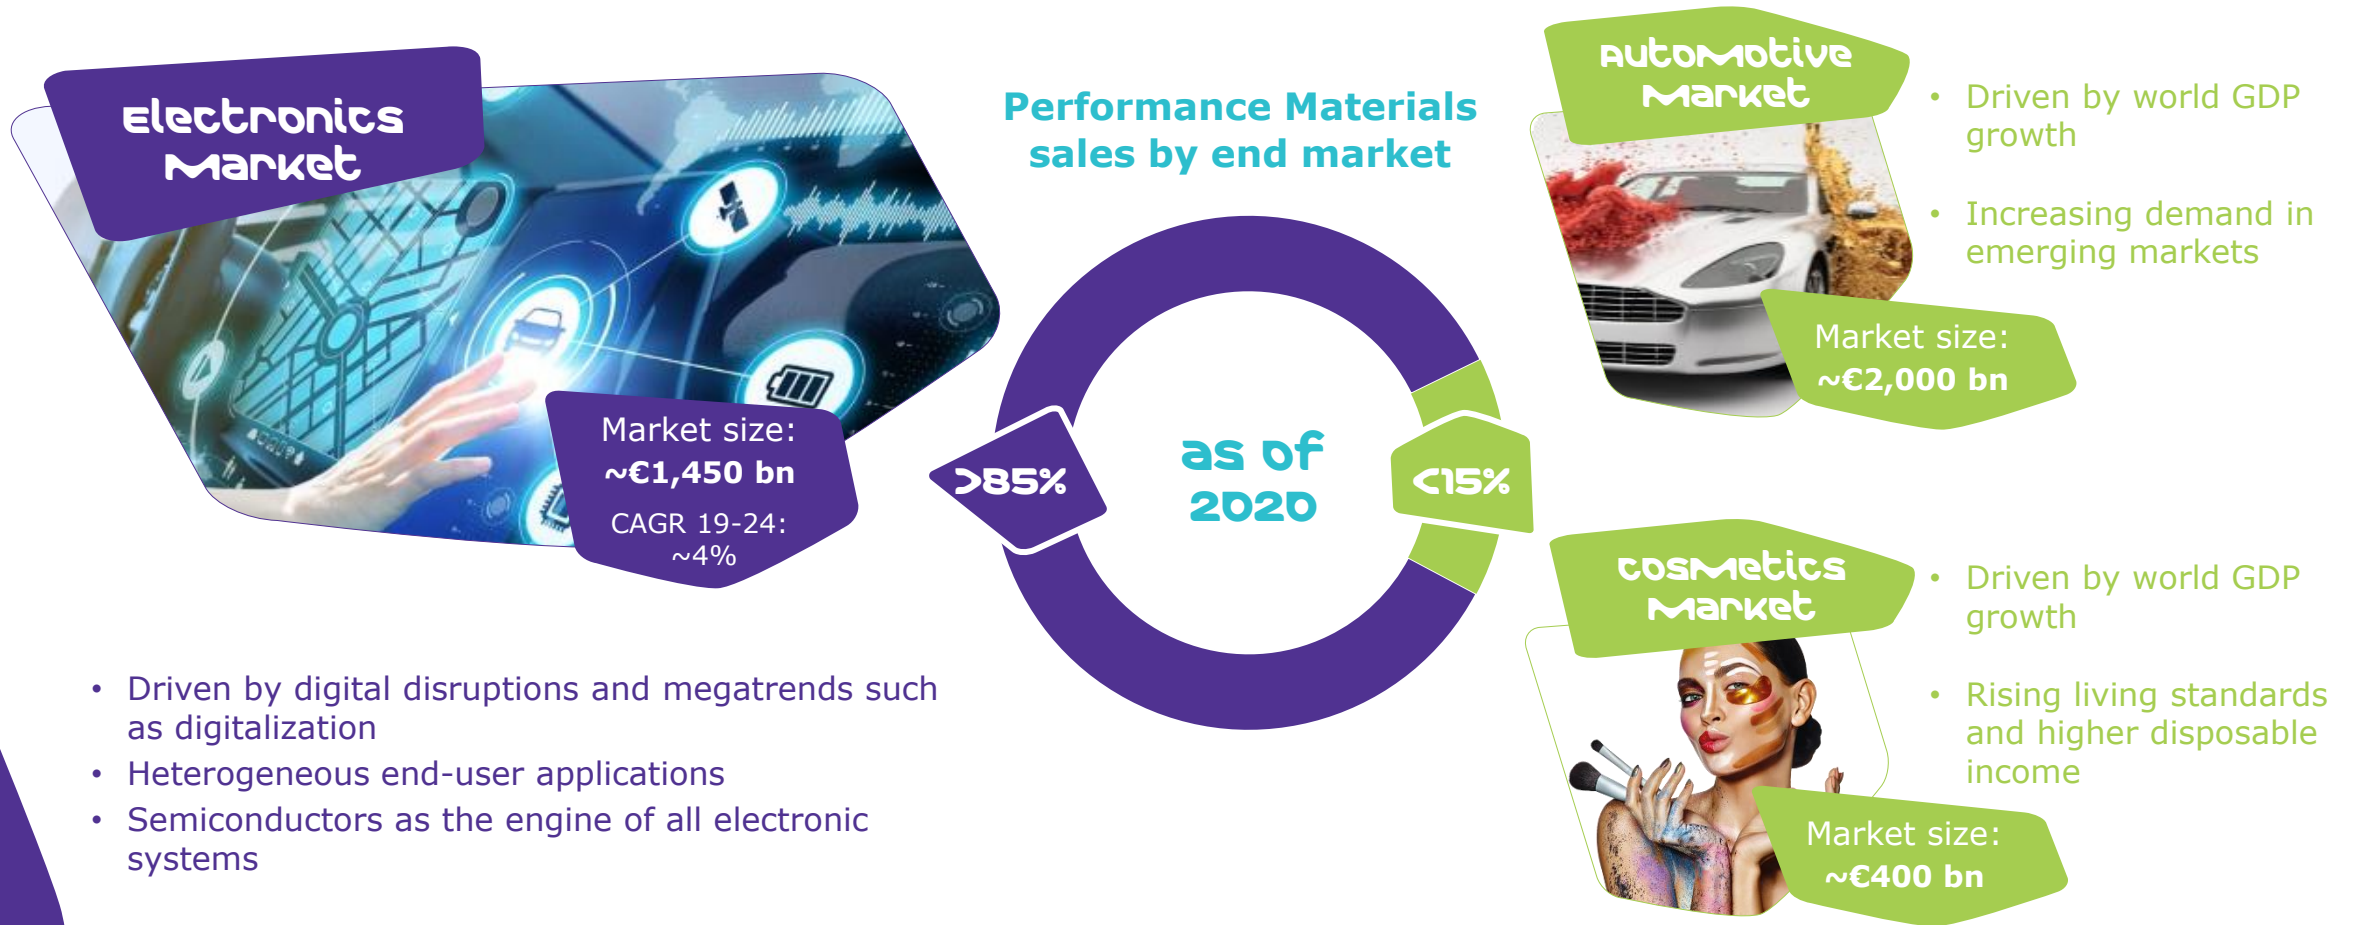 Electronics
Market
Market size:
~€1,450 bn
CAGR 19-24:
~4%
• Driven by digital disruptions and megatrends such
as digitalization
• Heterogeneous end-user applications
• Semiconductors as the engine of all electronic
systems
Performance Materials
sales by end market
>85%
as of
2020
<15%
Automotive
Market
• Driven by world GDP
growth
• Increasing demand in
emerging markets
Market size:
~€2,000 bn
Cosmetics
Market
• Driven by world GDP
growth
• Rising living standards
and higher disposable
income
Market size:
~€400 bn